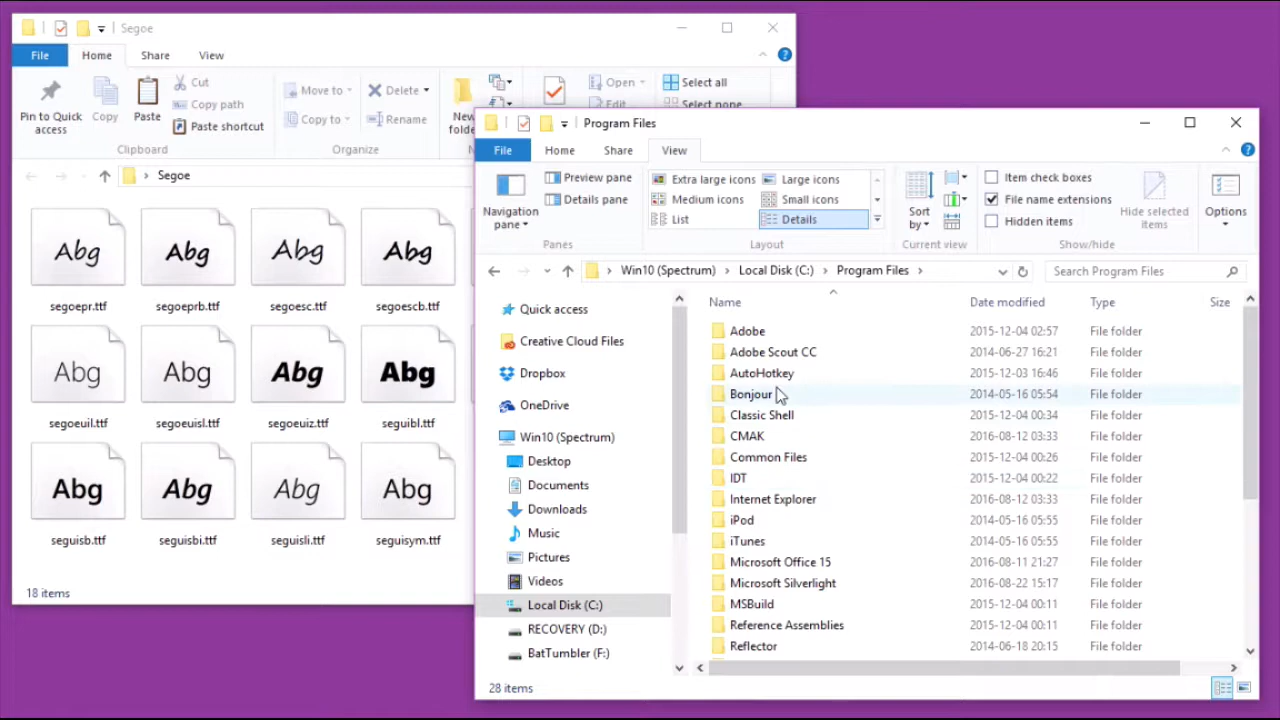 Segoe
File Home Share View
Pin to Quick access
Copy
Paste
Cut
Copy path
Paste shortcut
Clipboard
Move to
Copy to
Delete
Rename
Organize
New
Open
Edit
Select all
Select none
Segoe
Abg Abg Abg Abg
segoepr.ttf segoeprb.ttf segoesc.ttf segoescb.ttf
Abg Abg Abg Abg
segoeuil.ttf segoeuisl.ttf segoeuiz.ttf seguibl.ttf
Abg Abg Abg Abg
seguisb.ttf seguisbi.ttf seguisli.ttf seguisym.ttf
18 items
Program Files
File Home Share View
Navigation pane
Preview pane
Details pane
Panes
Extra large icons Large icons
Medium icons Small icons
List Details
Layout
Sort by
Current view
Item check boxes
File name extensions
Hidden items
Hide selected items
Show/hide
Options
Win10 (Spectrum) Local Disk (C:) Program Files
Search Program Files
Quick access
Creative Cloud Files
Dropbox
OneDrive
Win10 (Spectrum)
Desktop
Documents
Downloads
Music
Pictures
Videos
Local Disk (C:)
RECOVERY (D:)
BatTumbler (F:)
Name Date modified Type Size
Adobe 2015-12-04 02:57 File folder
Adobe Scout CC 2014-06-27 16:21 File folder
AutoHotkey 2015-12-03 16:46 File folder
Bonjour 2014-05-16 05:54 File folder
Classic Shell 2015-12-04 00:34 File folder
CMAK 2016-08-12 03:33 File folder
Common Files 2015-12-04 00:26 File folder
IDT 2015-12-04 00:22 File folder
Internet Explorer 2016-08-12 03:33 File folder
iPod 2014-05-16 05:55 File folder
iTunes 2014-05-16 05:55 File folder
Microsoft Office 15 2016-08-11 21:27 File folder
Microsoft Silverlight 2016-08-22 15:17 File folder
MSBuild 2015-12-04 00:11 File folder
Reference Assemblies 2015-12-04 00:11 File folder
Reflector 2014-06-18 20:15 File folder
28 items